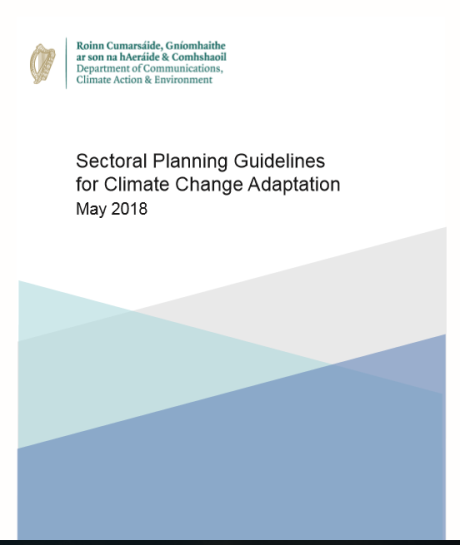 Roinn Cumarsáide, Gníomhaithe
ar son na hAeráide & Comhshaoil
Department of Communications,
Climate Action & Environment
Sectoral Planning Guidelines
for Climate Change Adaptation
May 2018